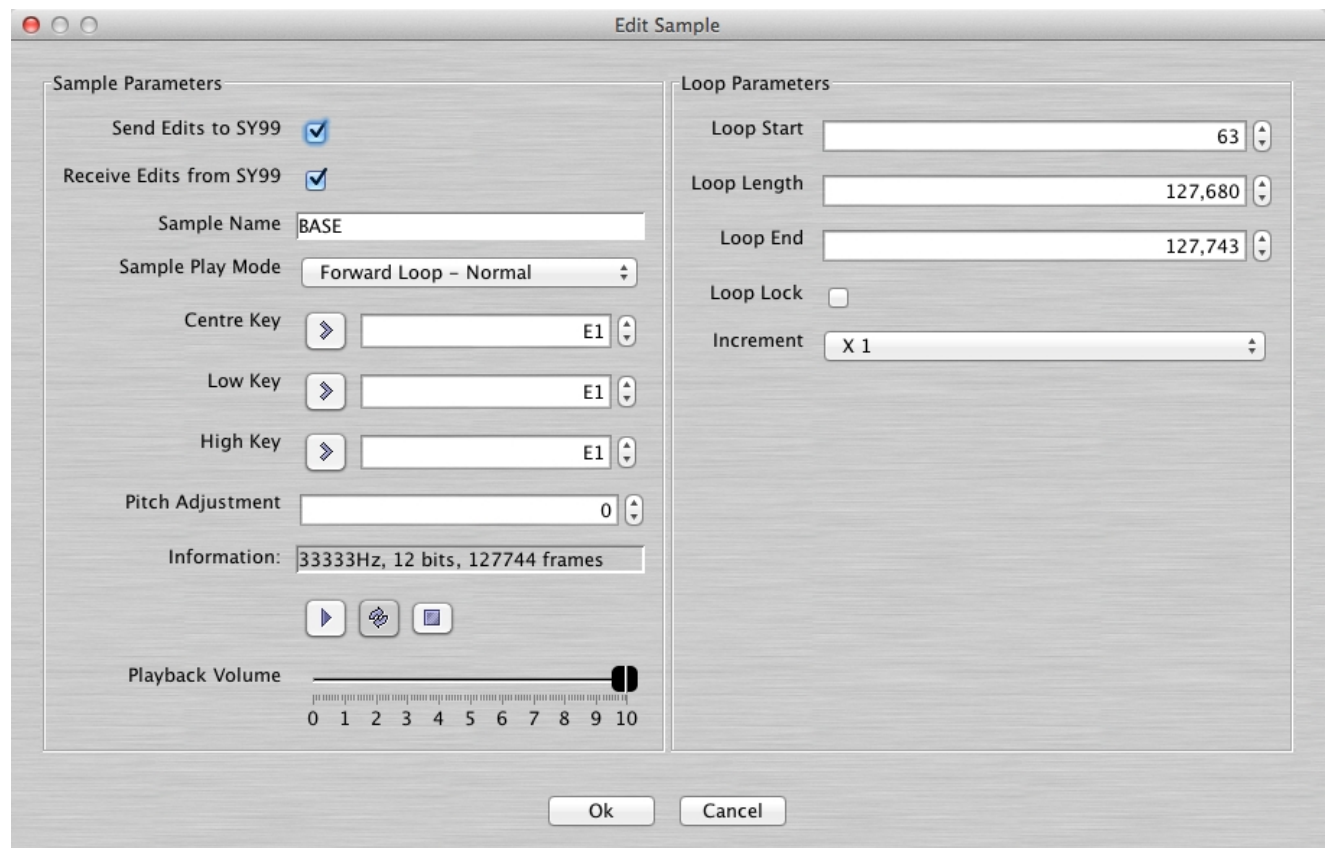 Edit Sample
Sample Parameters
Send Edits to SY99
Receive Edits from SY99
Sample Name BASE
Sample Play Mode Forward Loop – Normal
Centre Key E1
Low Key E1
High Key E1
Pitch Adjustment 0
Information: 33333Hz, 12 bits, 127744 frames
Playback Volume
0 1 2 3 4 5 6 7 8 9 10
Loop Parameters
Loop Start 63
Loop Length 127,680
Loop End 127,743
Loop Lock
Increment X 1
Ok Cancel